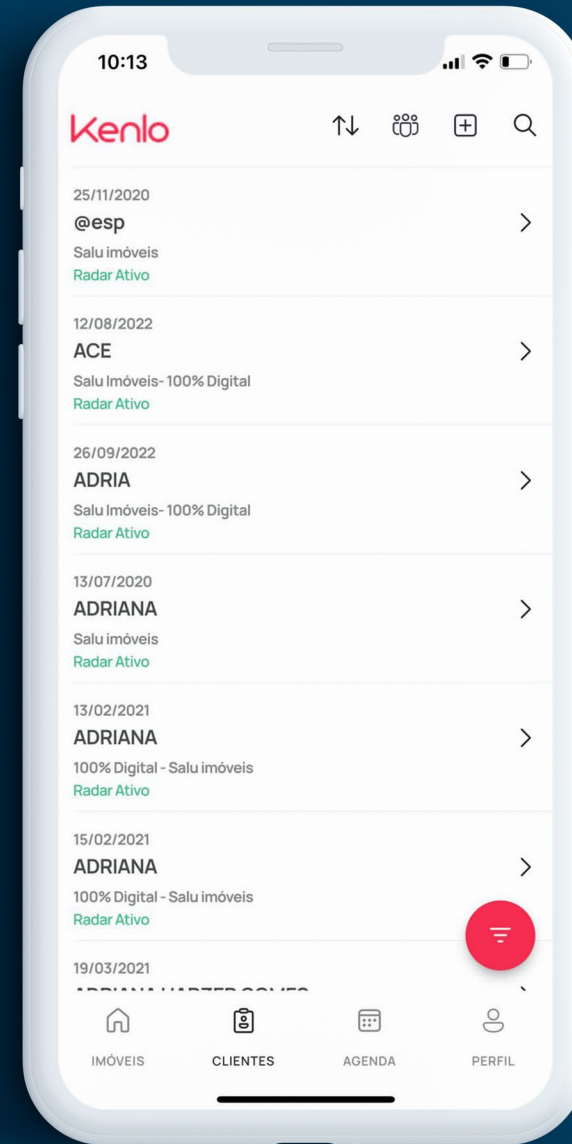 10:13
Kenlo
25/11/2020
@esp
Salu imóveis
Radar Ativo
12/08/2022
ACE
Salu Imóveis- 100% Digital
Radar Ativo
26/09/2022
ADRIA
Salu Imóveis- 100% Digital
Radar Ativo
13/07/2020
ADRIANA
Salu imóveis
Radar Ativo
13/02/2021
ADRIANA
100% Digital - Salu imóveis
Radar Ativo
15/02/2021
ADRIANA
100% Digital - Salu imóveis
Radar Ativo
19/03/2021
IMÓVEIS CLIENTES AGENDA PERFIL